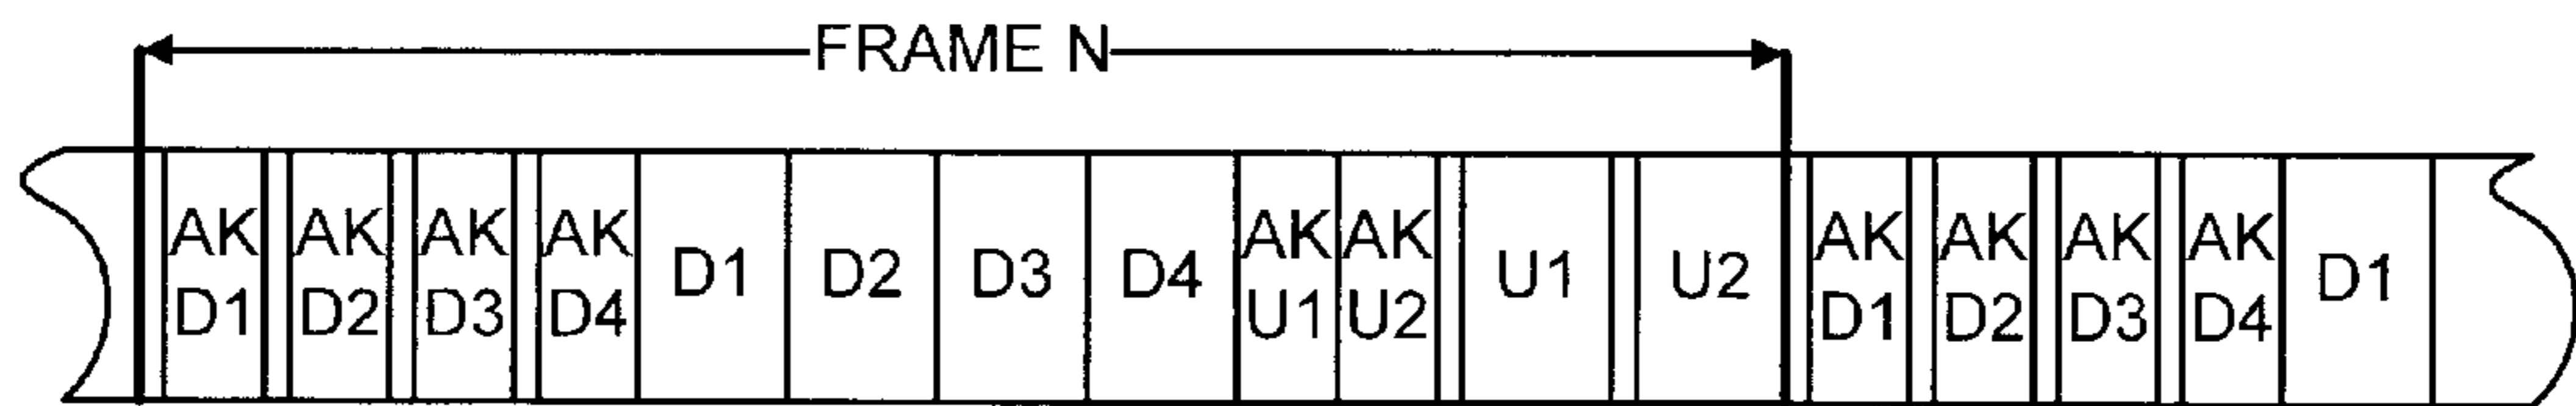 FRAME N
AK AK AK AK D1 D2 D3 D4 AK AK U1 U2 AK AK AK AK D1
D1 D2 D3 D4 U1 U2 D1 D2 D3 D4